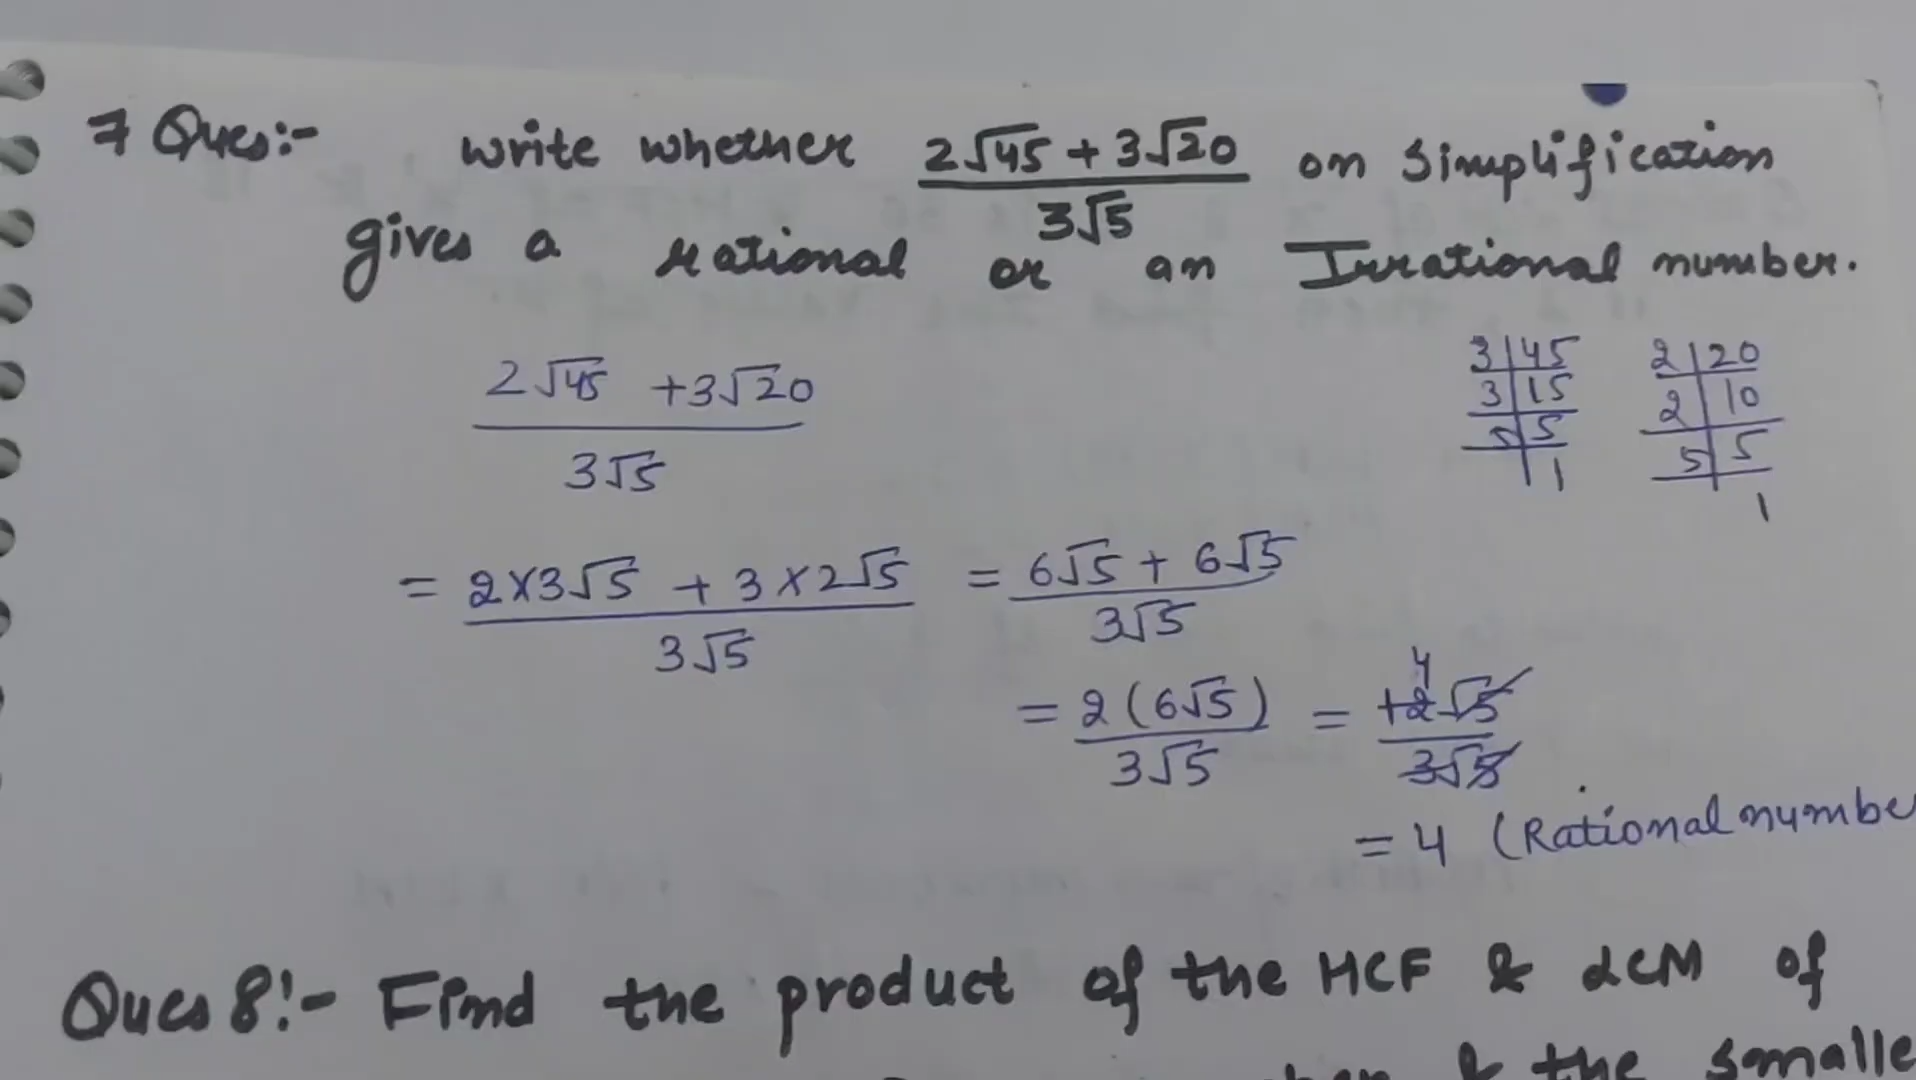 7 Ques:- Write whether (2√45 + 3√20)/(3√5) on Simplification
gives a rational or an Irrational number.
(2√45 + 3√20)/(3√5)
3 | 45
3 | 15
5 | 5
| 1
2 | 20
2 | 10
5 | 5
1
= (2×3√5 + 3×2√5)/(3√5) = (6√5 + 6√5)/(3√5)
= 2(6√5)/(3√5) = 12√5/3√5
4
= 4 (Rational numbe
Ques 8:- Find the product of the HCF & LCM of
& the smalle